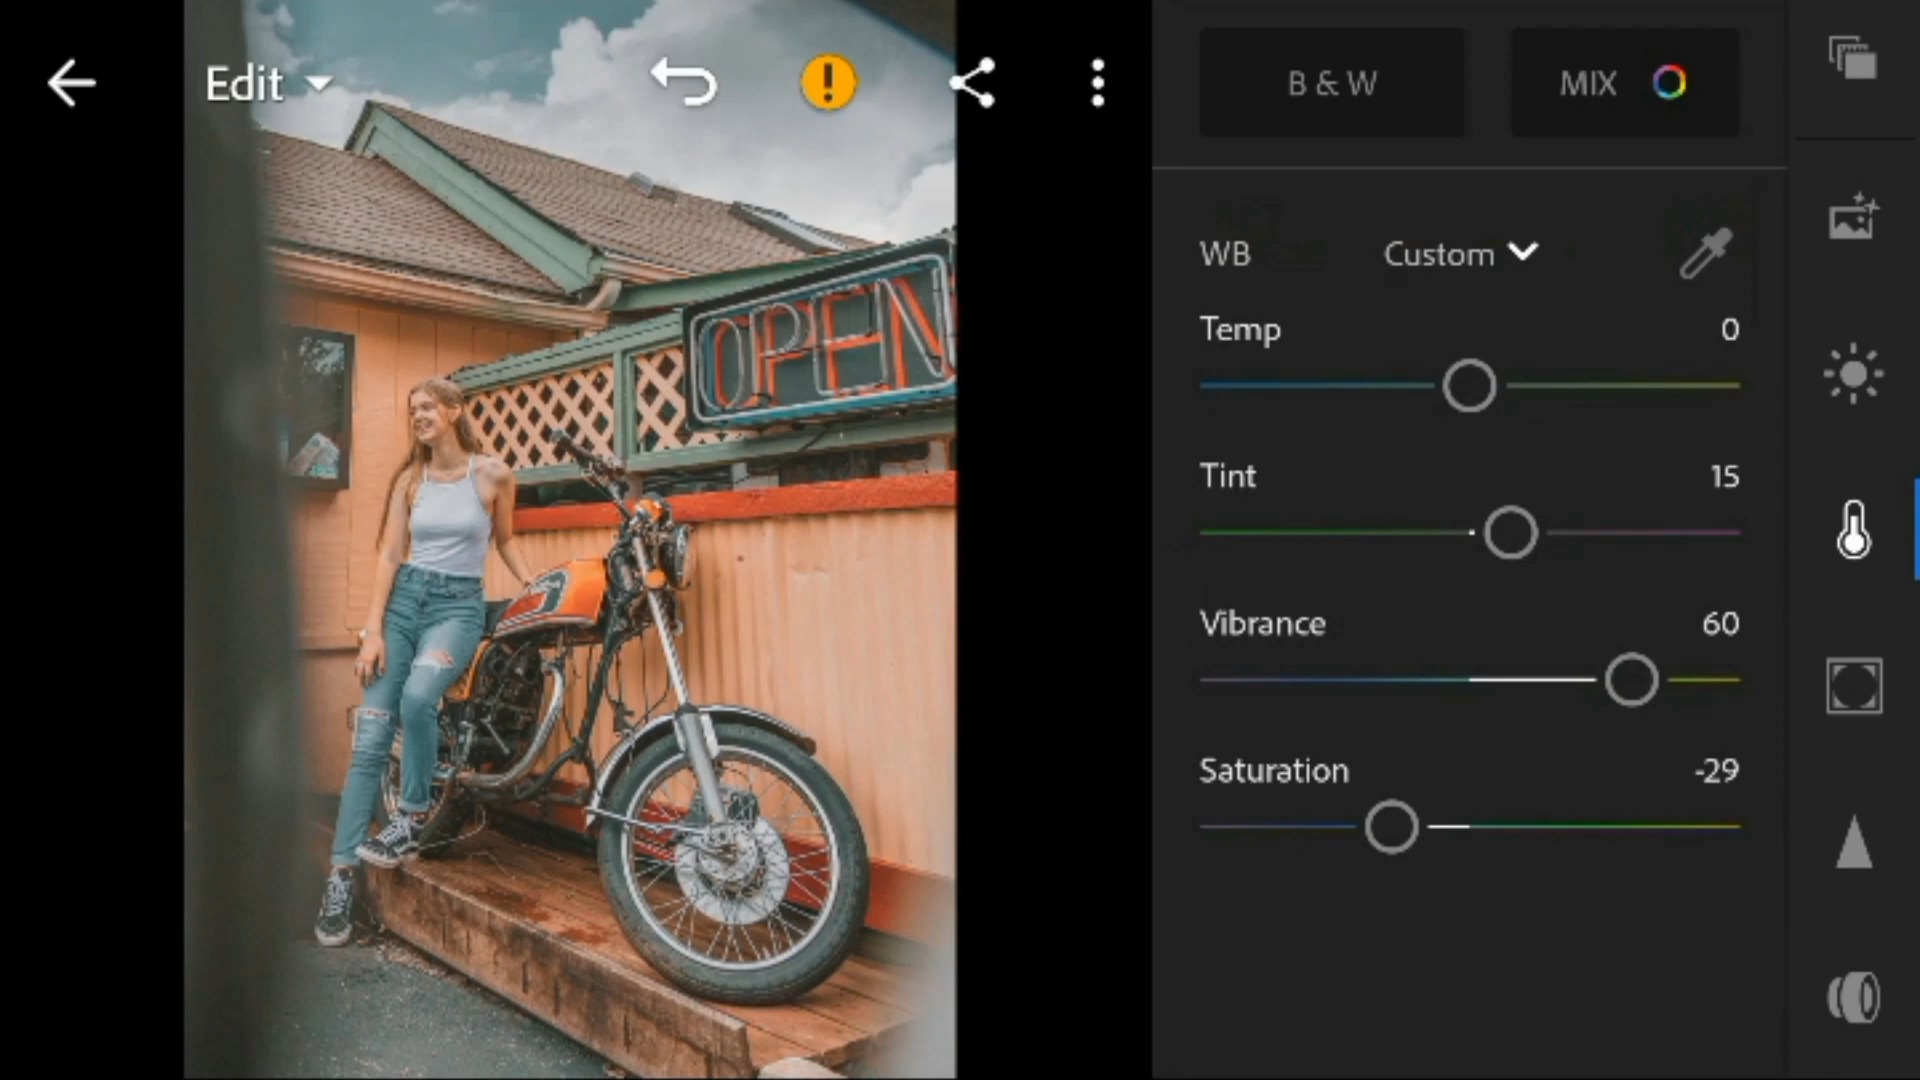 Edit
B & W
MIX
WB
Custom
Temp
0
Tint
15
Vibrance
60
Saturation
-29
OPEN